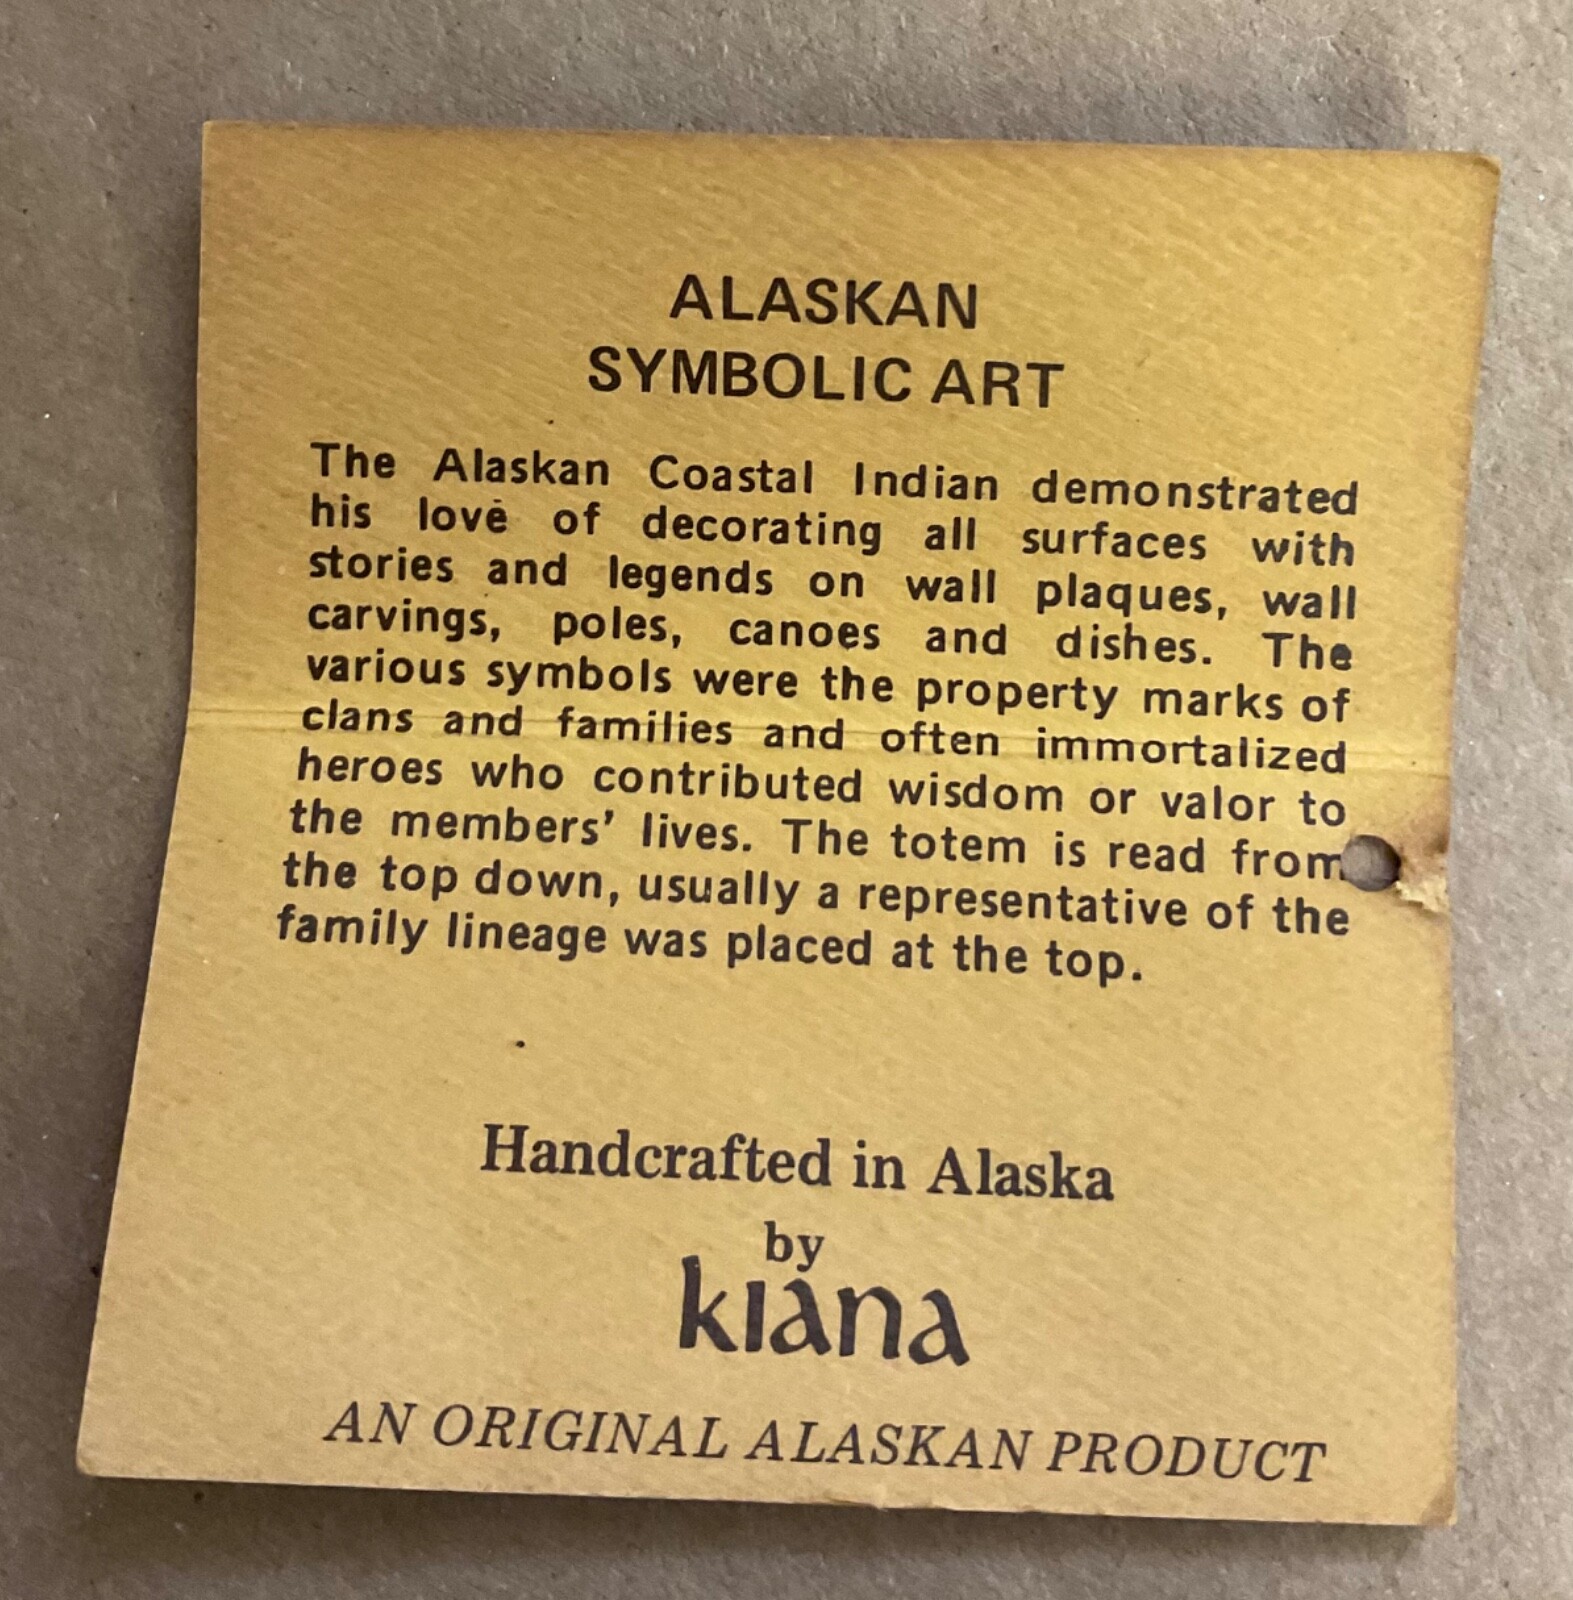 ALASKAN
SYMBOLIC ART
The Alaskan Coastal Indian demonstrated
his love of decorating all surfaces with
stories and legends on wall plaques, wall
carvings, poles, canoes and dishes. The
various symbols were the property marks of
clans and families and often immortalized
heroes who contributed wisdom or valor to
the members' lives. The totem is read from
the top down, usually a representative of the
family lineage was placed at the top.
Handcrafted in Alaska
by
kiana
AN ORIGINAL ALASKAN PRODUCT